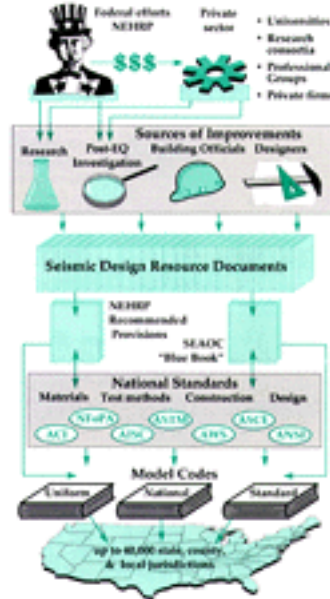 Federal efforts
NEHRP
Private
sector
$$$
• Universities
• Research
consortia
• Professional
Groups
• Private firms
Sources of Improvements
Research
Post-EQ
Investigation
Building Officials
Designers
Seismic Design Resource Documents
NEHRP
Recommended
Provisions
SEAOC
"Blue Book"
National Standards
Materials
Test methods
Construction
Design
NFoPA
ASTM
ASCE
ACI
AISC
AWS
ANSI
Model Codes
Uniform
National
Standard
up to 40,000 state, county,
& local jurisdictions